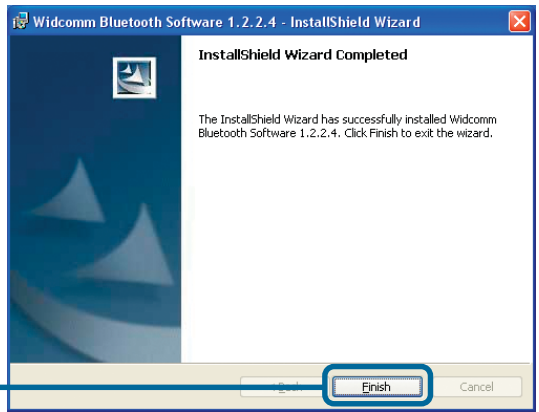 Widcomm Bluetooth Software 1.2.2.4 - InstallShield Wizard
InstallShield Wizard Completed
The InstallShield Wizard has successfully installed Widcomm
Bluetooth Software 1.2.2.4. Click Finish to exit the wizard.
Finish
Cancel